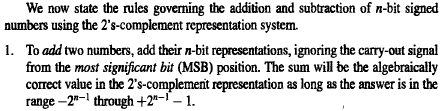 We now state the rules governing the addition and subtraction of n-bit signed
numbers using the 2's-complement representation system.
1. To add two numbers, add their n-bit representations, ignoring the carry-out signal
from the most significant bit (MSB) position. The sum will be the algebraically
correct value in the 2's-complement representation as long as the answer is in the
range −2ⁿ⁻¹ through +2ⁿ⁻¹ − 1.